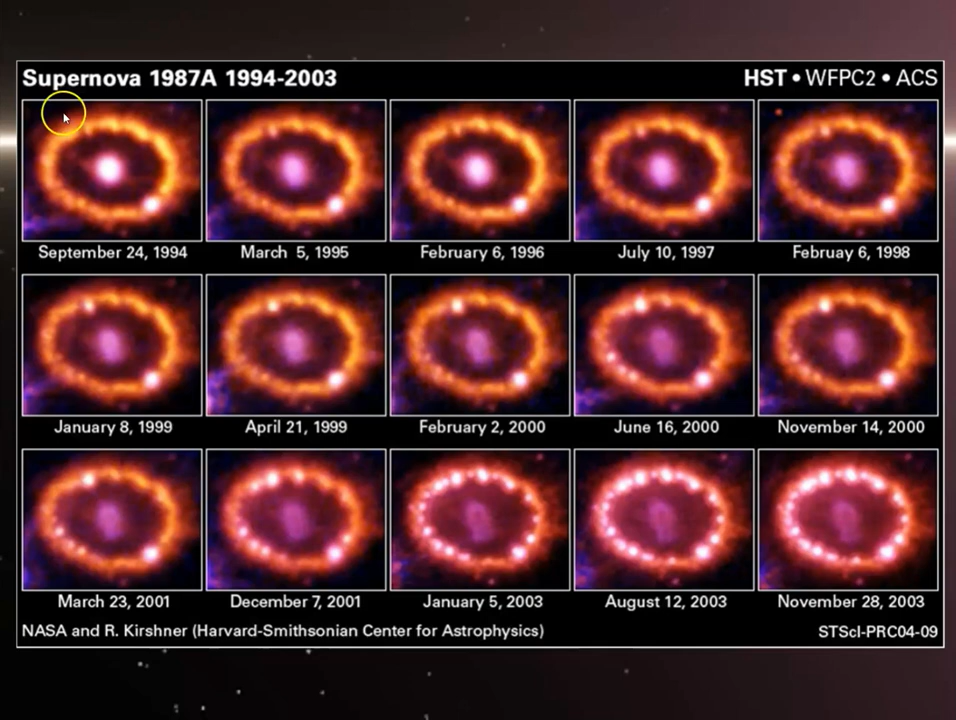 Supernova 1987A 1994-2003
HST • WFPC2 • ACS
September 24, 1994
March 5, 1995
February 6, 1996
July 10, 1997
Februay 6, 1998
January 8, 1999
April 21, 1999
February 2, 2000
June 16, 2000
November 14, 2000
March 23, 2001
December 7, 2001
January 5, 2003
August 12, 2003
November 28, 2003
NASA and R. Kirshner (Harvard-Smithsonian Center for Astrophysics)
STScI-PRC04-09